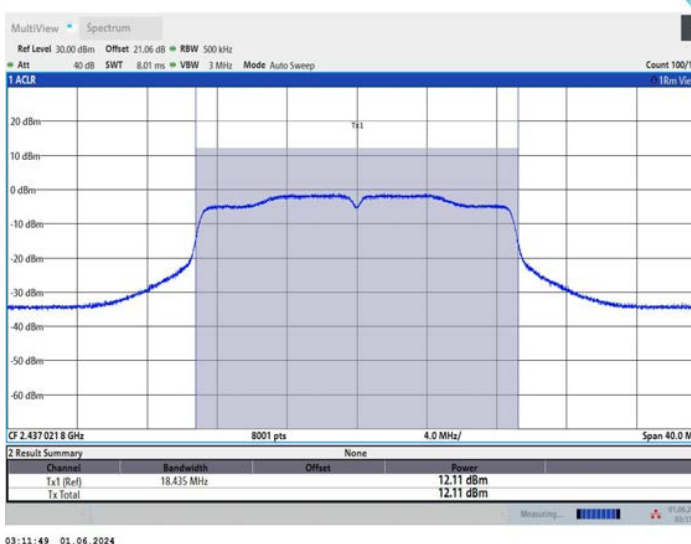 MultiView Spectrum
Ref Level 30.00 dBm Offset 21.06 dB RBW 500 kHz
Att 40 dB SWT 8.01 ms VBW 3 MHz Mode Auto Sweep Count 100/1
1 ACLR 1Rm Vie
Tx1
20 dBm
10 dBm
0 dBm
-10 dBm
-20 dBm
-30 dBm
-40 dBm
-50 dBm
-60 dBm
CF 2.437 021 8 GHz 8001 pts 4.0 MHz/ Span 40.0 M
2 Result Summary None
Channel Bandwidth Offset Power
Tx1 (Ref) 18.435 MHz 12.11 dBm
Tx Total 12.11 dBm
Measuring...
03:11:49 01.06.2024